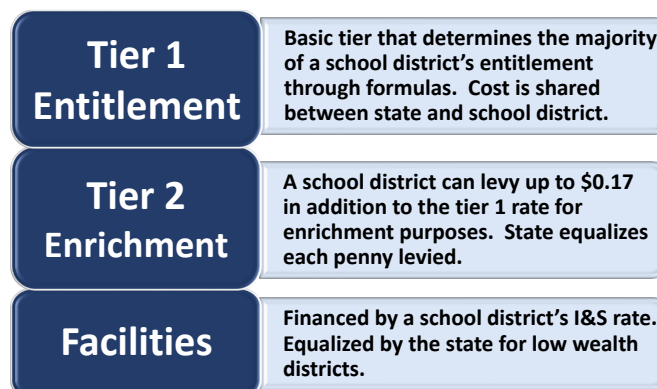 Tier 1
Entitlement
Basic tier that determines the majority
of a school district’s entitlement
through formulas. Cost is shared
between state and school district.
Tier 2
Enrichment
A school district can levy up to $0.17
in addition to the tier 1 rate for
enrichment purposes. State equalizes
each penny levied.
Facilities
Financed by a school district’s I&S rate.
Equalized by the state for low wealth
districts.